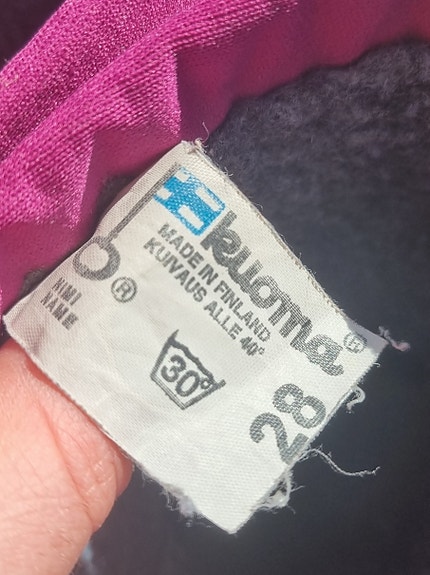 kuoma®
MADE IN FINLAND
KUIVAUS ALLE 40°
30°
28
®
NIMI
NAME